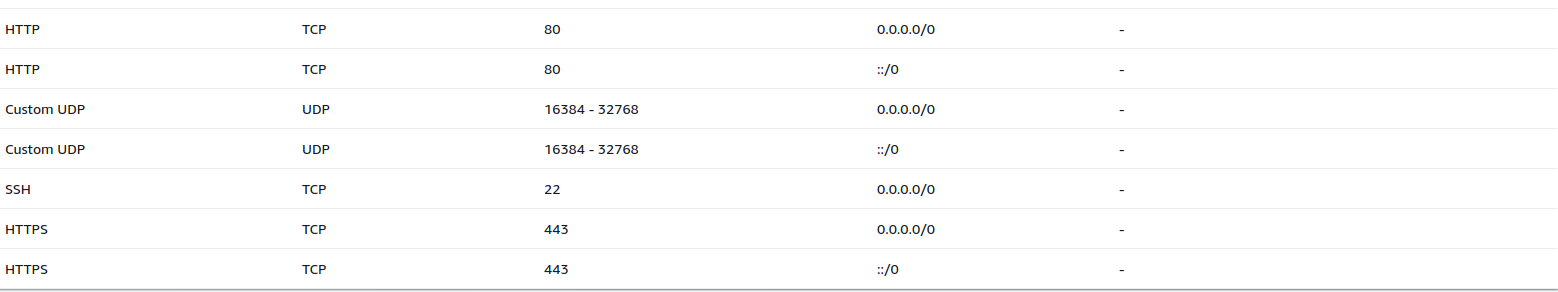 HTTP TCP 80 0.0.0.0/0 -
HTTP TCP 80 ::/0 -
Custom UDP UDP 16384 - 32768 0.0.0.0/0 -
Custom UDP UDP 16384 - 32768 ::/0 -
SSH TCP 22 0.0.0.0/0 -
HTTPS TCP 443 0.0.0.0/0 -
HTTPS TCP 443 ::/0 -